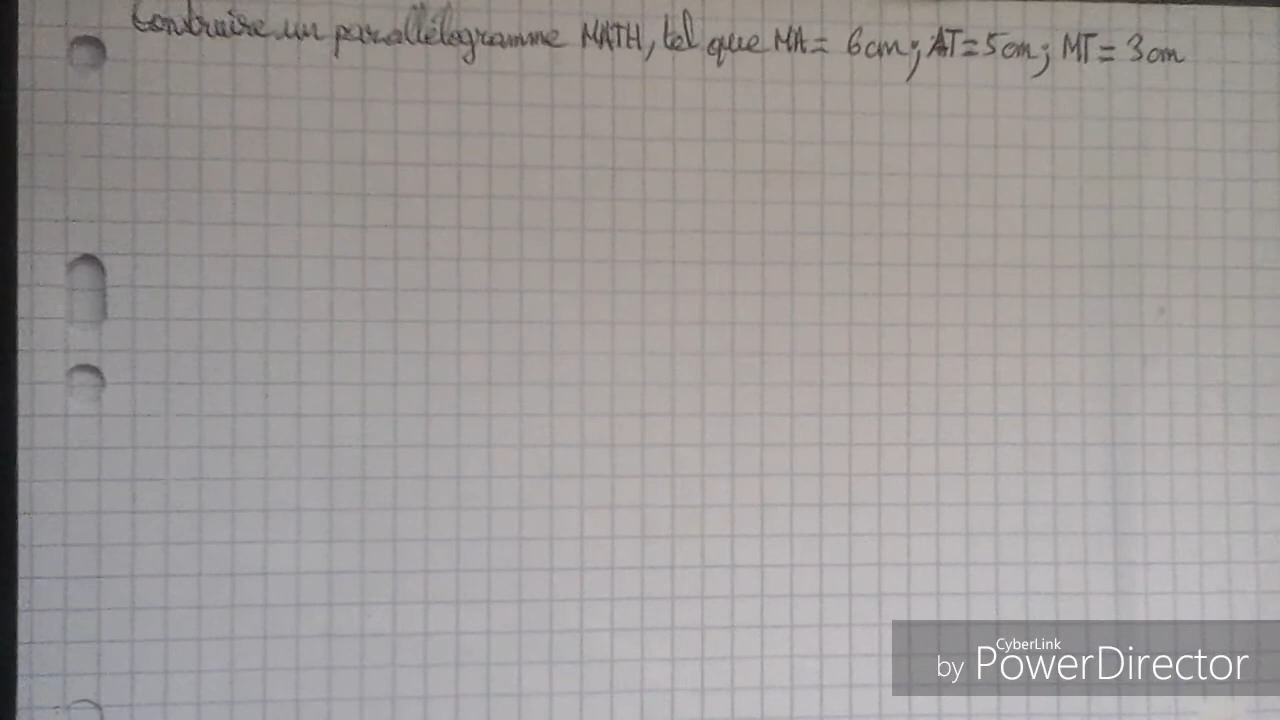 Construire un parallélogramme MATH, tel que MA = 6cm; AT = 5cm; MT = 3cm
CyberLink
by PowerDirector